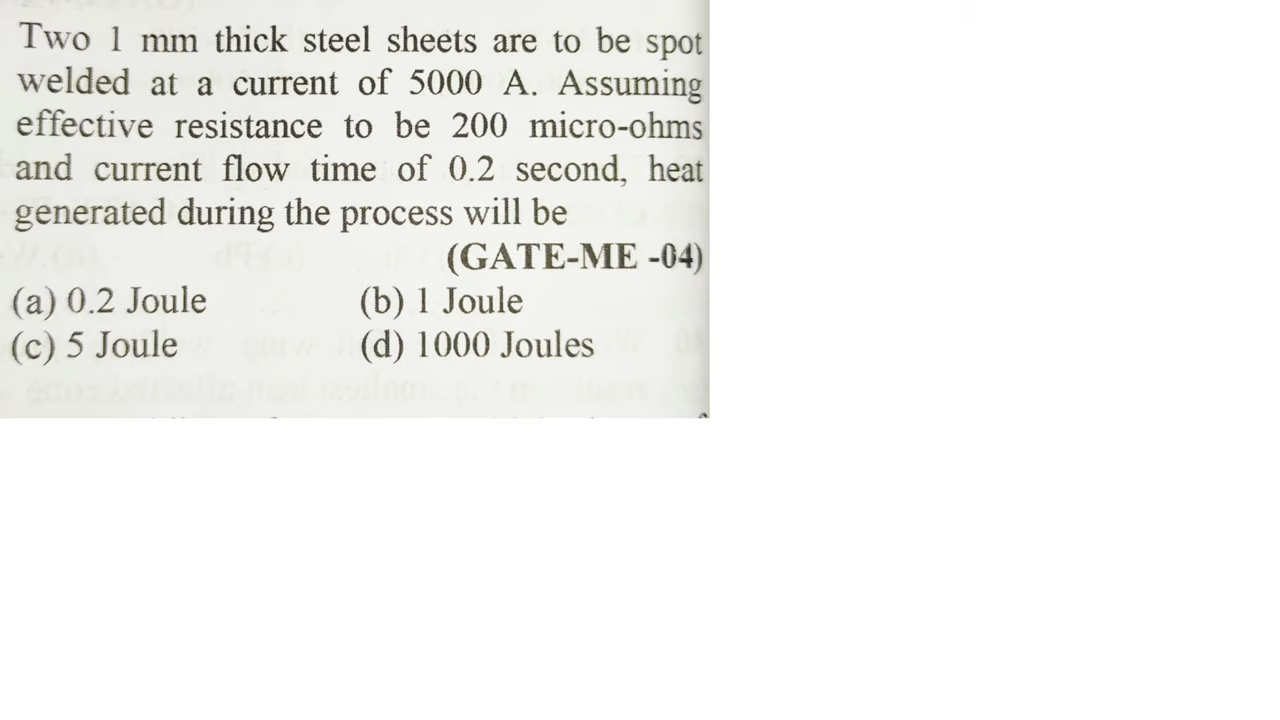 Two 1 mm thick steel sheets are to be spot
welded at a current of 5000 A. Assuming
effective resistance to be 200 micro-ohms
and current flow time of 0.2 second, heat
generated during the process will be
(GATE-ME -04)
(a) 0.2 Joule (b) 1 Joule
(c) 5 Joule (d) 1000 Joules